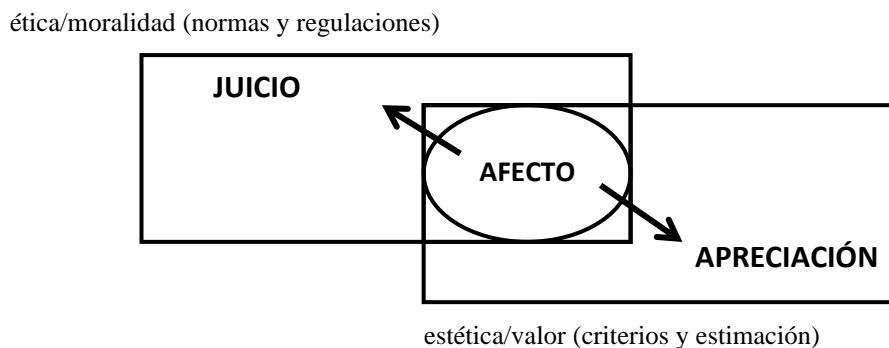 ética/moralidad (normas y regulaciones)
JUICIO
AFECTO
APRECIACIÓN
estética/valor (criterios y estimación)